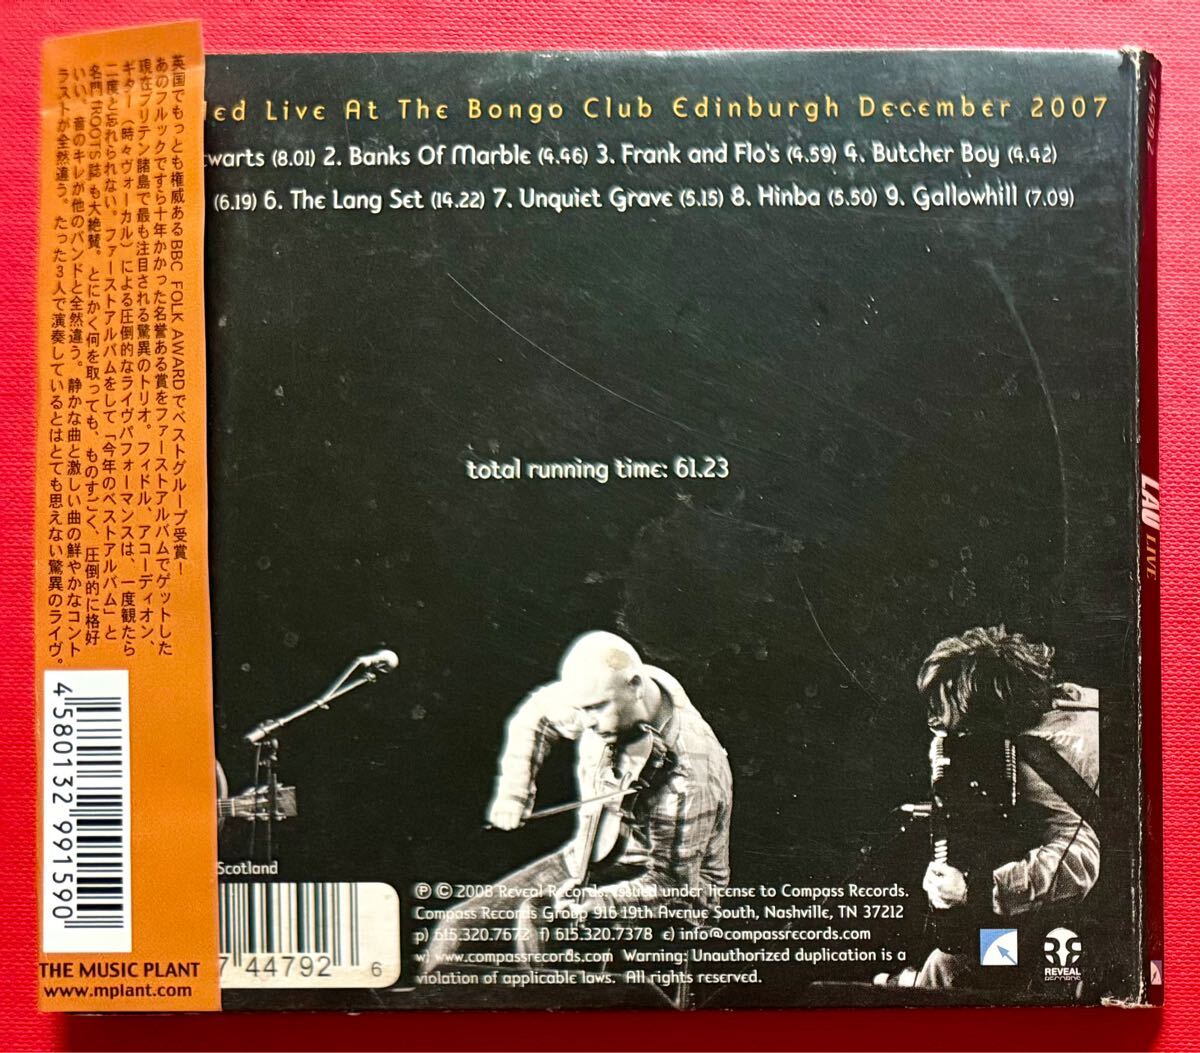 英国でもっとも権威あるBBC FOLK AWARDでベストグループ受賞!
あのフルックですら十年かかった名誉ある賞をファーストアルバムでゲットした
現在ブリテン諸島で最も注目される驚異のトリオ。フィドル、アコーディオン、
ギター(時々ヴォーカル)による圧倒的なライヴパフォーマンスは、一度観たら
二度と忘れられない。ファーストアルバムをして「今年のベストアルバム」と
名門fROOTS誌も大絶賛。とにかく何を取っても、ものすごく、圧倒的に格好
いい。音のキレが他のバンドと全然違う。静かな曲と激しい曲の鮮やかなコント
ラストが全然違う。たった3人で演奏しているとはとても思えない驚異のライヴ。
4580132991590
THE MUSIC PLANT
www.mplant.com
ded Live At The Bongo Club Edinburgh December 2007
warts (8.01) 2. Banks Of Marble (4.46) 3. Frank and Flo's (4.59) 4. Butcher Boy (4.42)
(6.19) 6. The Lang Set (14.22) 7. Unquiet Grave (5.15) 8. Hinba (5.50) 9. Gallowhill (7.09)
total running time: 61.23
Scotland
7 44792 6
℗ © 2008 Reveal Records. Issued under license to Compass Records.
Compass Records Group 916 19th Avenue South, Nashville, TN 37212
p) 615.320.7672 f) 615.320.7378 e) info@compassrecords.com
w) www.compassrecords.com Warning: Unauthorized duplication is a
violation of applicable laws. All rights reserved.
REVEAL
RECORDS
LAU LIVE